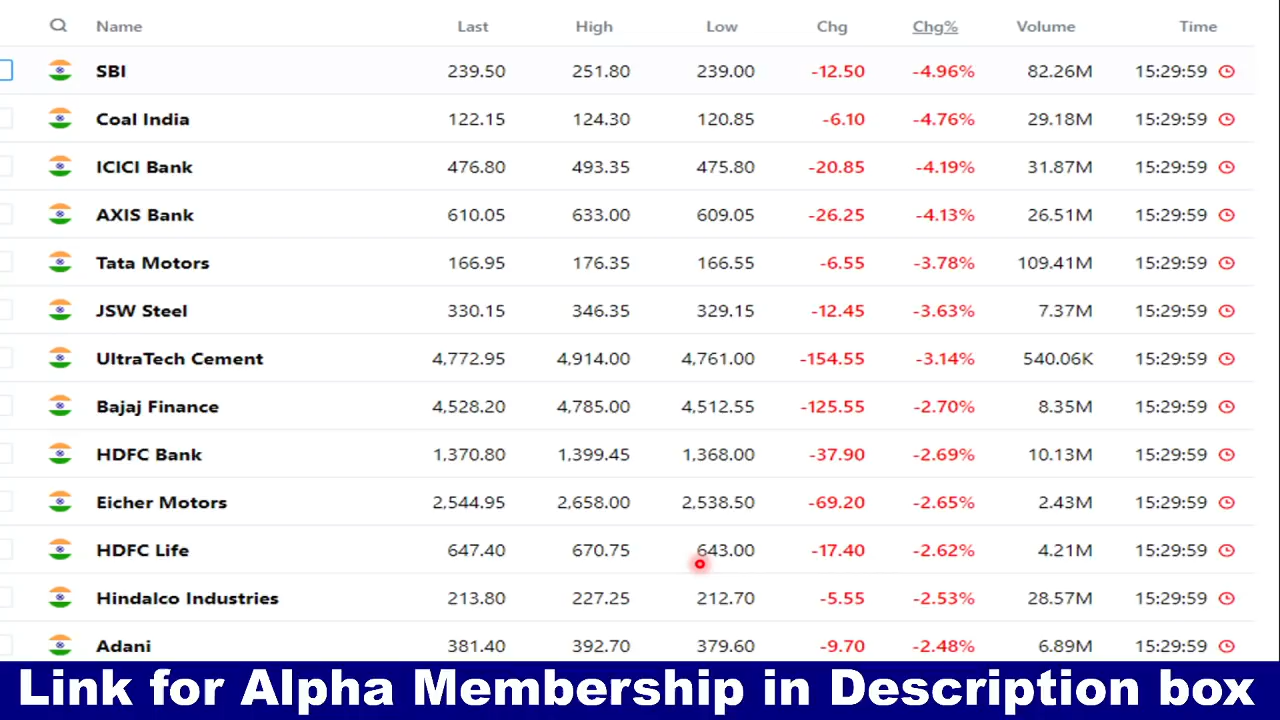 Name Last High Low Chg Chg% Volume Time
SBI 239.50 251.80 239.00 -12.50 -4.96% 82.26M 15:29:59
Coal India 122.15 124.30 120.85 -6.10 -4.76% 29.18M 15:29:59
ICICI Bank 476.80 493.35 475.80 -20.85 -4.19% 31.87M 15:29:59
AXIS Bank 610.05 633.00 609.05 -26.25 -4.13% 26.51M 15:29:59
Tata Motors 166.95 176.35 166.55 -6.55 -3.78% 109.41M 15:29:59
JSW Steel 330.15 346.35 329.15 -12.45 -3.63% 7.37M 15:29:59
UltraTech Cement 4,772.95 4,914.00 4,761.00 -154.55 -3.14% 540.06K 15:29:59
Bajaj Finance 4,528.20 4,785.00 4,512.55 -125.55 -2.70% 8.35M 15:29:59
HDFC Bank 1,370.80 1,399.45 1,368.00 -37.90 -2.69% 10.13M 15:29:59
Eicher Motors 2,544.95 2,658.00 2,538.50 -69.20 -2.65% 2.43M 15:29:59
HDFC Life 647.40 670.75 643.00 -17.40 -2.62% 4.21M 15:29:59
Hindalco Industries 213.80 227.25 212.70 -5.55 -2.53% 28.57M 15:29:59
Adani 381.40 392.70 379.60 -9.70 -2.48% 6.89M 15:29:59
Link for Alpha Membership in Description box